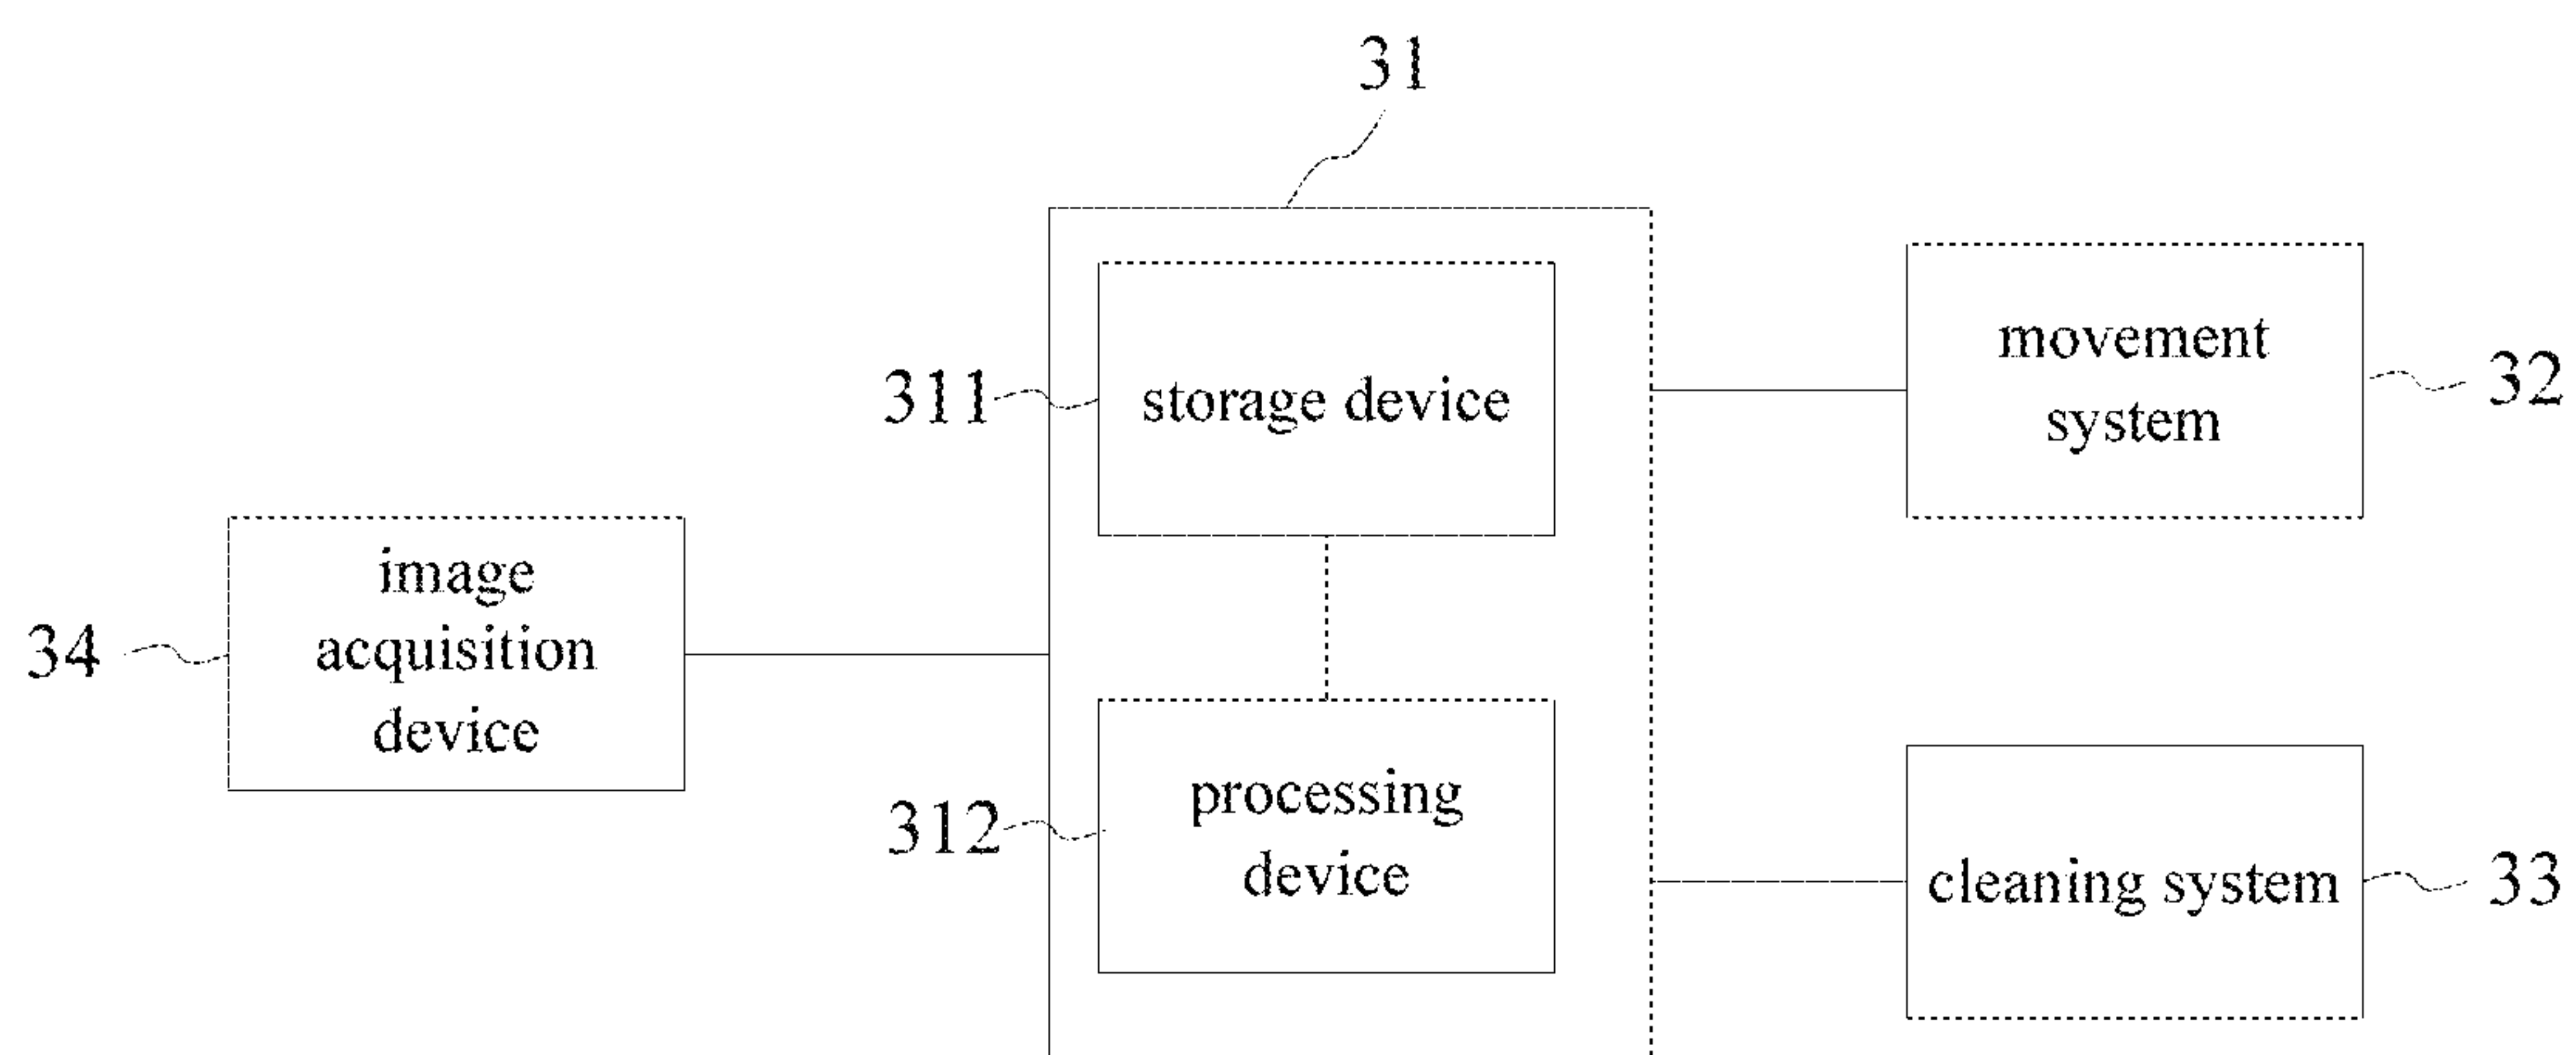 31
311
storage device
movement
system
32
34
image
acquisition
device
312
processing
device
cleaning system
33